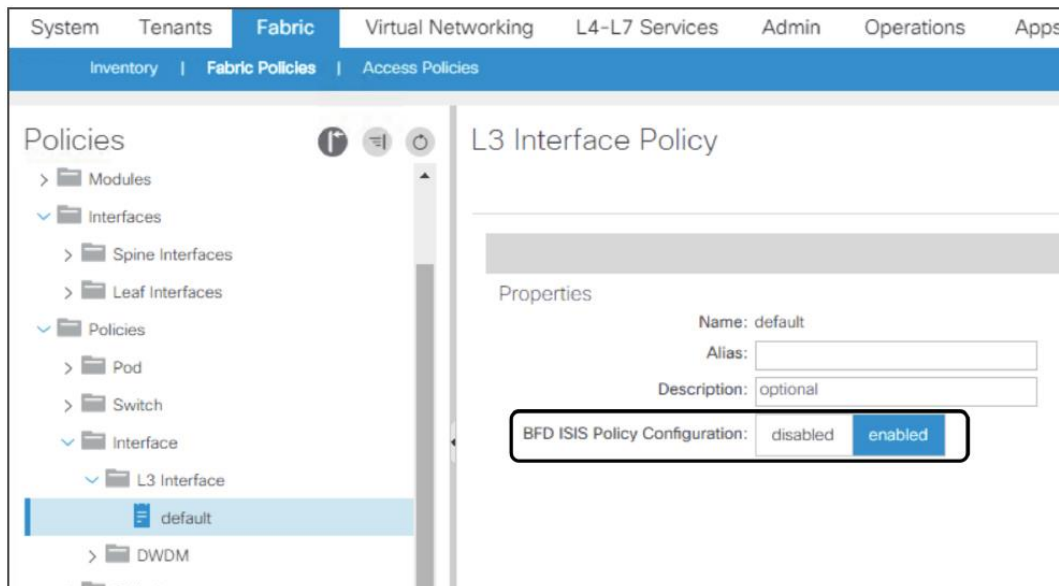 System Tenants Fabric Virtual Networking L4-L7 Services Admin Operations Apps
Inventory | Fabric Policies | Access Policies
Policies
Modules
Interfaces
Spine Interfaces
Leaf Interfaces
Policies
Pod
Switch
Interface
L3 Interface
default
DWDM
L3 Interface Policy
Properties
Name: default
Alias:
Description: optional
BFD ISIS Policy Configuration: disabled enabled